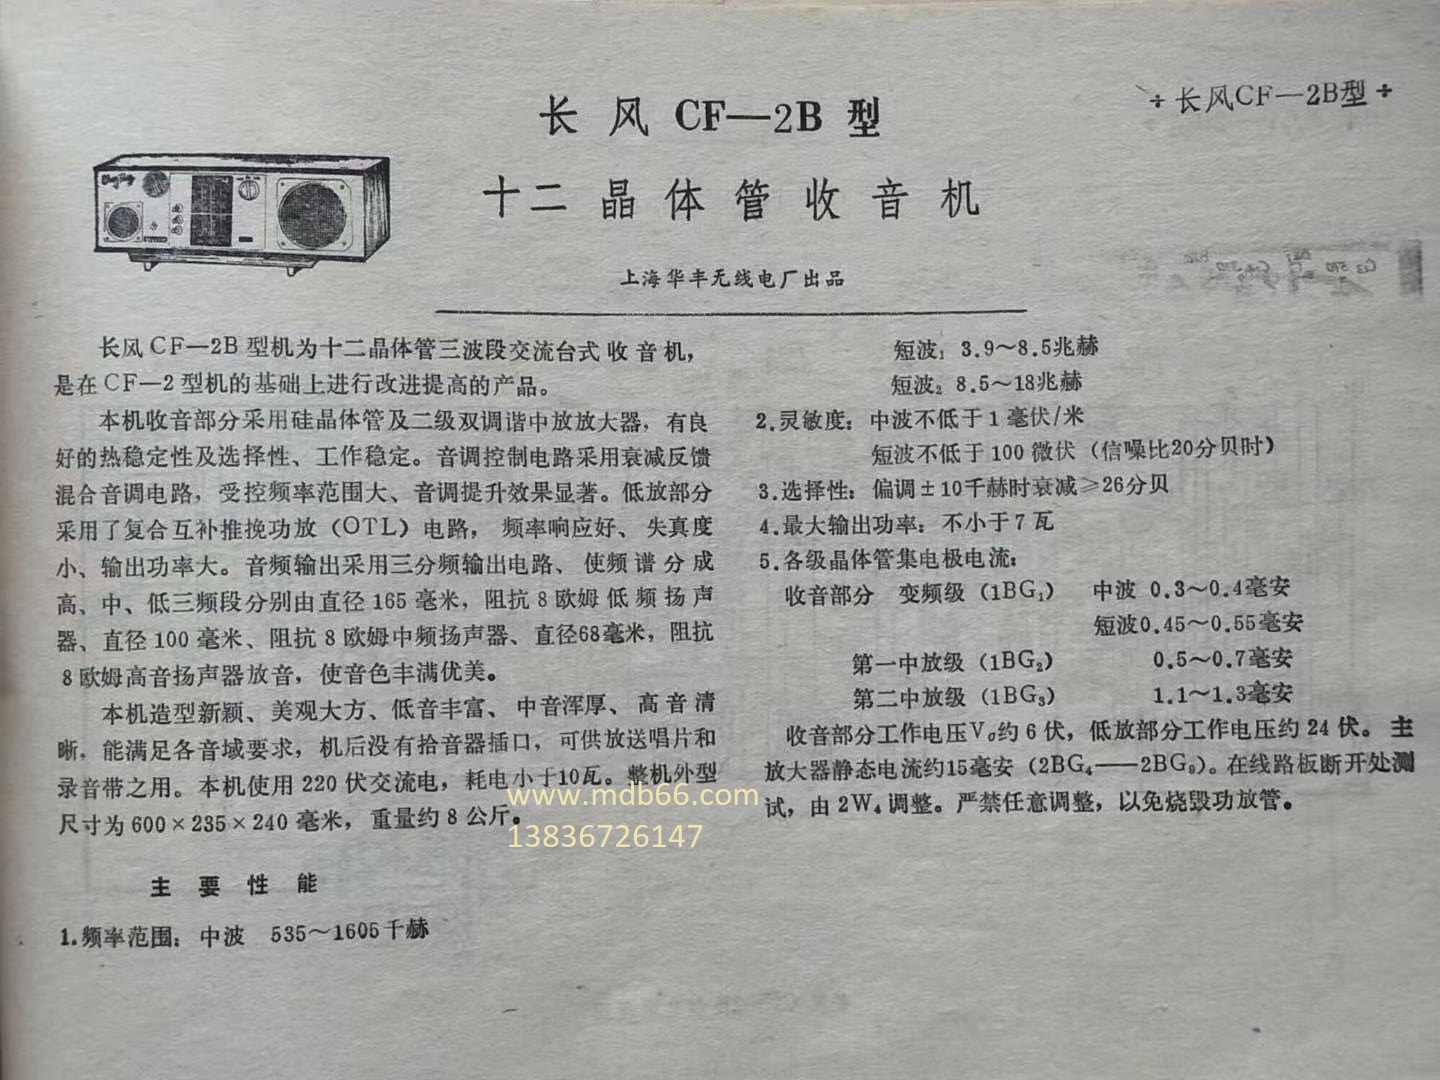 ÷长风CF—2B型÷
长风 CF—2B 型
十二晶体管收音机
上海华丰无线电厂出品
长风CF—2B 型机为十二晶体管三波段交流台式收音机，
是在CF—2型机的基础上进行改进提高的产品。
本机收音部分采用硅晶体管及二级双调谐中放放大器，有良
好的热稳定性及选择性、工作稳定。音调控制电路采用衰减反馈
混合音调电路，受控频率范围大、音调提升效果显著。低放部分
采用了复合互补推挽功放（OTL）电路， 频率响应好、失真度
小、输出功率大。音频输出采用三分频输出电路、使频谱分成
高、中、低三频段分别由直径 165 毫米，阻抗 8 欧姆低频扬声
器、直径 100 毫米、阻抗 8 欧姆中频扬声器、直径68毫米，阻抗
8 欧姆高音扬声器放音，使音色丰满优美。
本机造型新颖、美观大方、低音丰富、中音浑厚、高音清
晰，能满足各音域要求，机后没有拾音器插口，可供放送唱片和
录音带之用。本机使用 220 伏交流电，耗电小于10瓦。整机外型
尺寸为 600×235×240 毫米，重量约 8 公斤。
www.mdb66.com
13836726147
主要性能
1.频率范围：中波 535～1605千赫
短波₁ 3.9～8.5兆赫
短波₂ 8.5～18兆赫
2.灵敏度：中波不低于 1 毫伏/米
短波不低于 100 微伏（信噪比20分贝时）
3.选择性：偏调±10千赫时衰减≥26分贝
4.最大输出功率：不小于 7 瓦
5.各级晶体管集电极电流：
收音部分 变频级（1BG₁） 中波 0.3～0.4毫安
短波0.45～0.55毫安
第一中放级（1BG₂） 0.5～0.7毫安
第二中放级（1BG₃） 1.1～1.3毫安
收音部分工作电压V约 6 伏，低放部分工作电压约 24 伏。主
放大器静态电流约15毫安（2BG₄——2BG）。在线路板断开处测
试，由 2W₄ 调整。严禁任意调整，以免烧毁功放管。